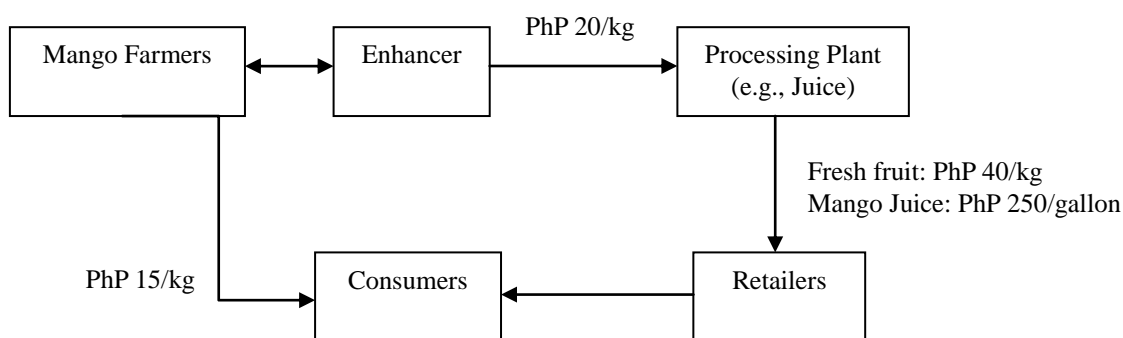 PhP 20/kg
Mango Farmers
Enhancer
Processing Plant
(e.g., Juice)
Fresh fruit: PhP 40/kg
Mango Juice: PhP 250/gallon
PhP 15/kg
Consumers
Retailers